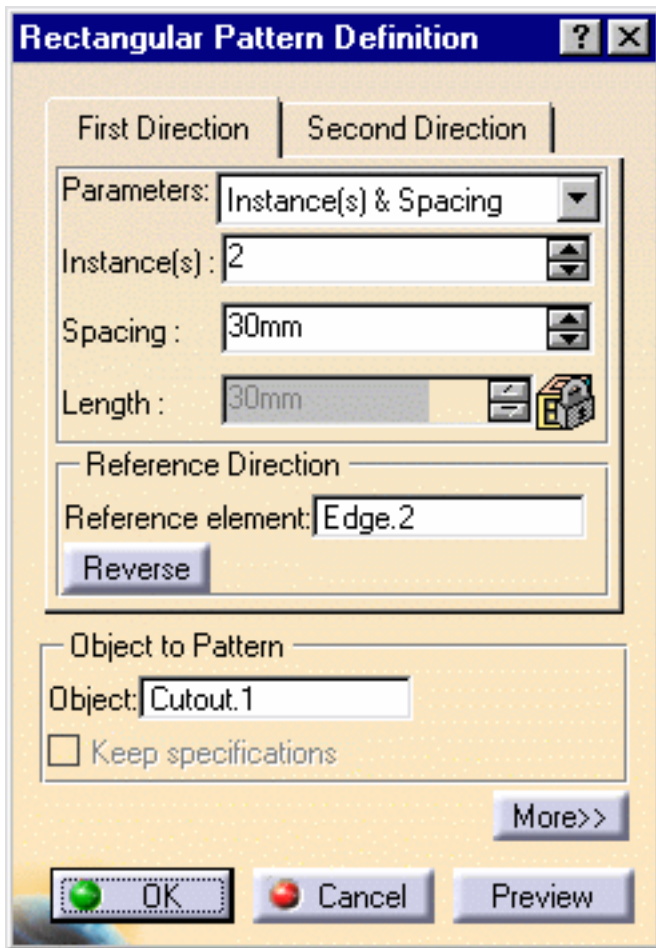 Rectangular Pattern Definition
First Direction Second Direction
Parameters: Instance(s) & Spacing
Instance(s) : 2
Spacing : 30mm
Length : 30mm
Reference Direction
Reference element: Edge.2
Reverse
Object to Pattern
Object: Cutout.1
Keep specifications
More>>
OK Cancel Preview